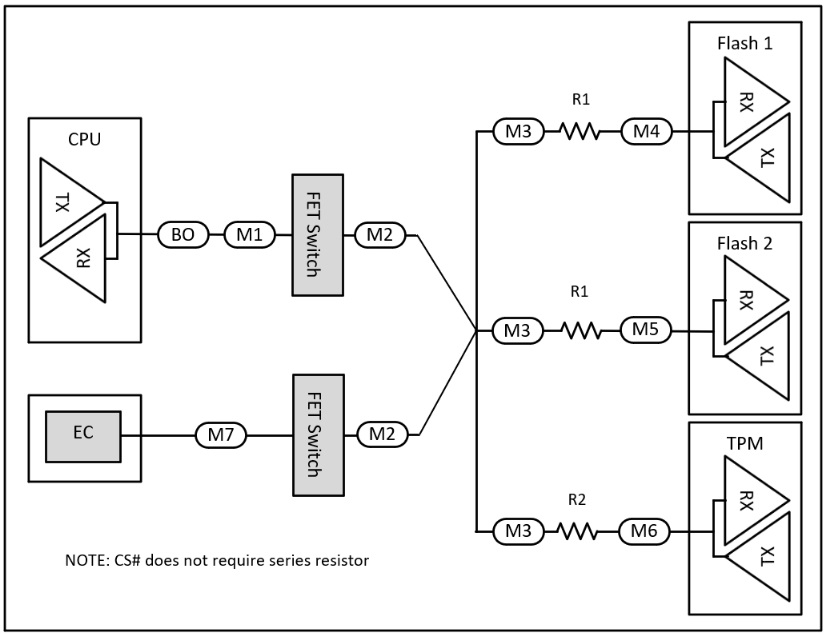 Flash 1
RX
TX
R1
M3
M4
CPU
TX
RX
BO
M1
FET Switch
M2
Flash 2
RX
TX
R1
M3
M5
EC
M7
FET Switch
M2
TPM
RX
TX
R2
M3
M6
NOTE: CS# does not require series resistor